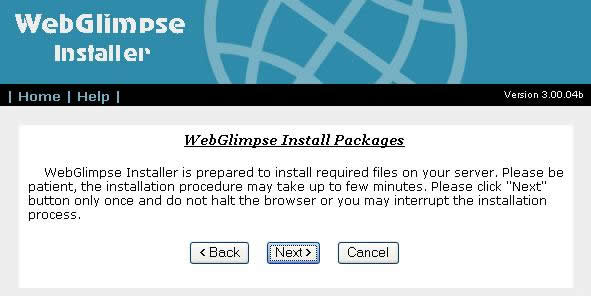 WebGlimpse
Installer
| Home | Help |
Version 3.00.04b
WebGlimpse Install Packages
WebGlimpse Installer is prepared to install required files on your server. Please be
patient, the installation procedure may take up to few minutes. Please click "Next"
button only once and do not halt the browser or you may interrupt the installation
process.
< Back
Next >
Cancel